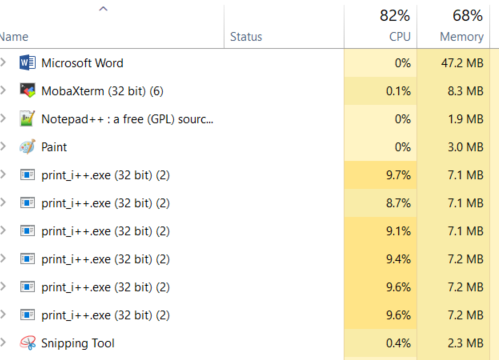 82% 68%
Name Status CPU Memory
Microsoft Word 0% 47.2 MB
MobaXterm (32 bit) (6) 0.1% 8.3 MB
Notepad++ : a free (GPL) sourc... 0% 1.9 MB
Paint 0% 3.0 MB
print_i++.exe (32 bit) (2) 9.7% 7.1 MB
print_i++.exe (32 bit) (2) 8.7% 7.1 MB
print_i++.exe (32 bit) (2) 9.1% 7.1 MB
print_i++.exe (32 bit) (2) 9.4% 7.2 MB
print_i++.exe (32 bit) (2) 9.6% 7.2 MB
print_i++.exe (32 bit) (2) 9.6% 7.2 MB
Snipping Tool 0.4% 2.3 MB